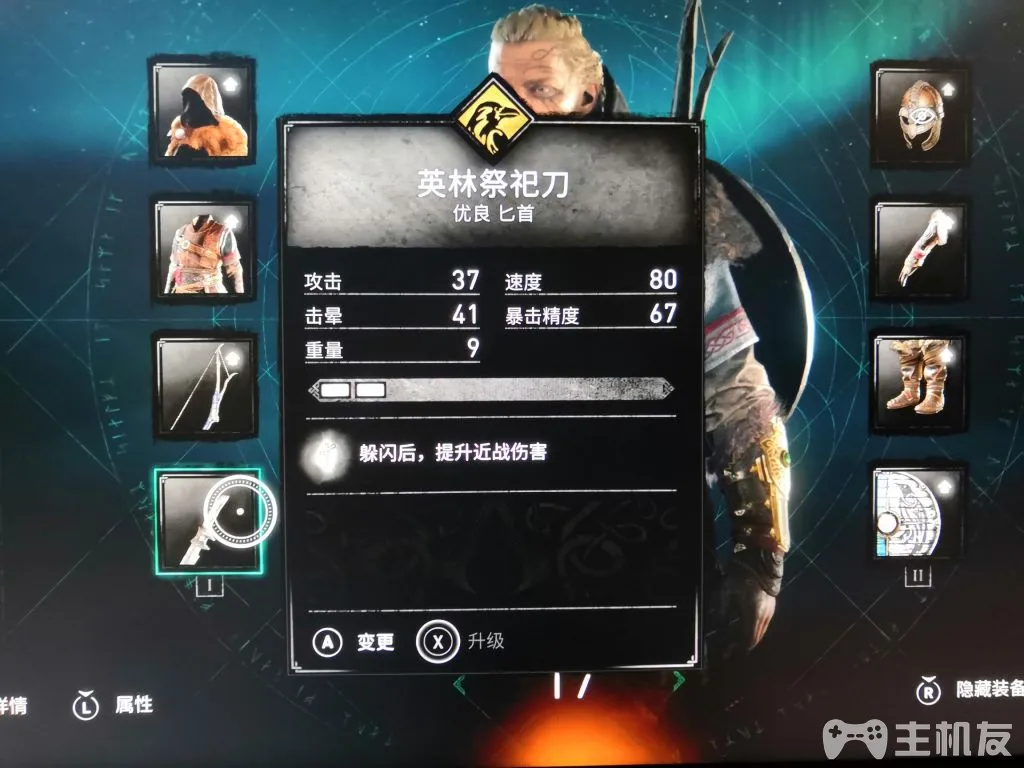 英林祭祀刀
优良 匕首
攻击 37 速度 80
击晕 41 暴击精度 67
重量 9
躲闪后，提升近战伤害
I
II
A 变更 X 升级
17
详情 L 属性
R 隐藏装备
主机友